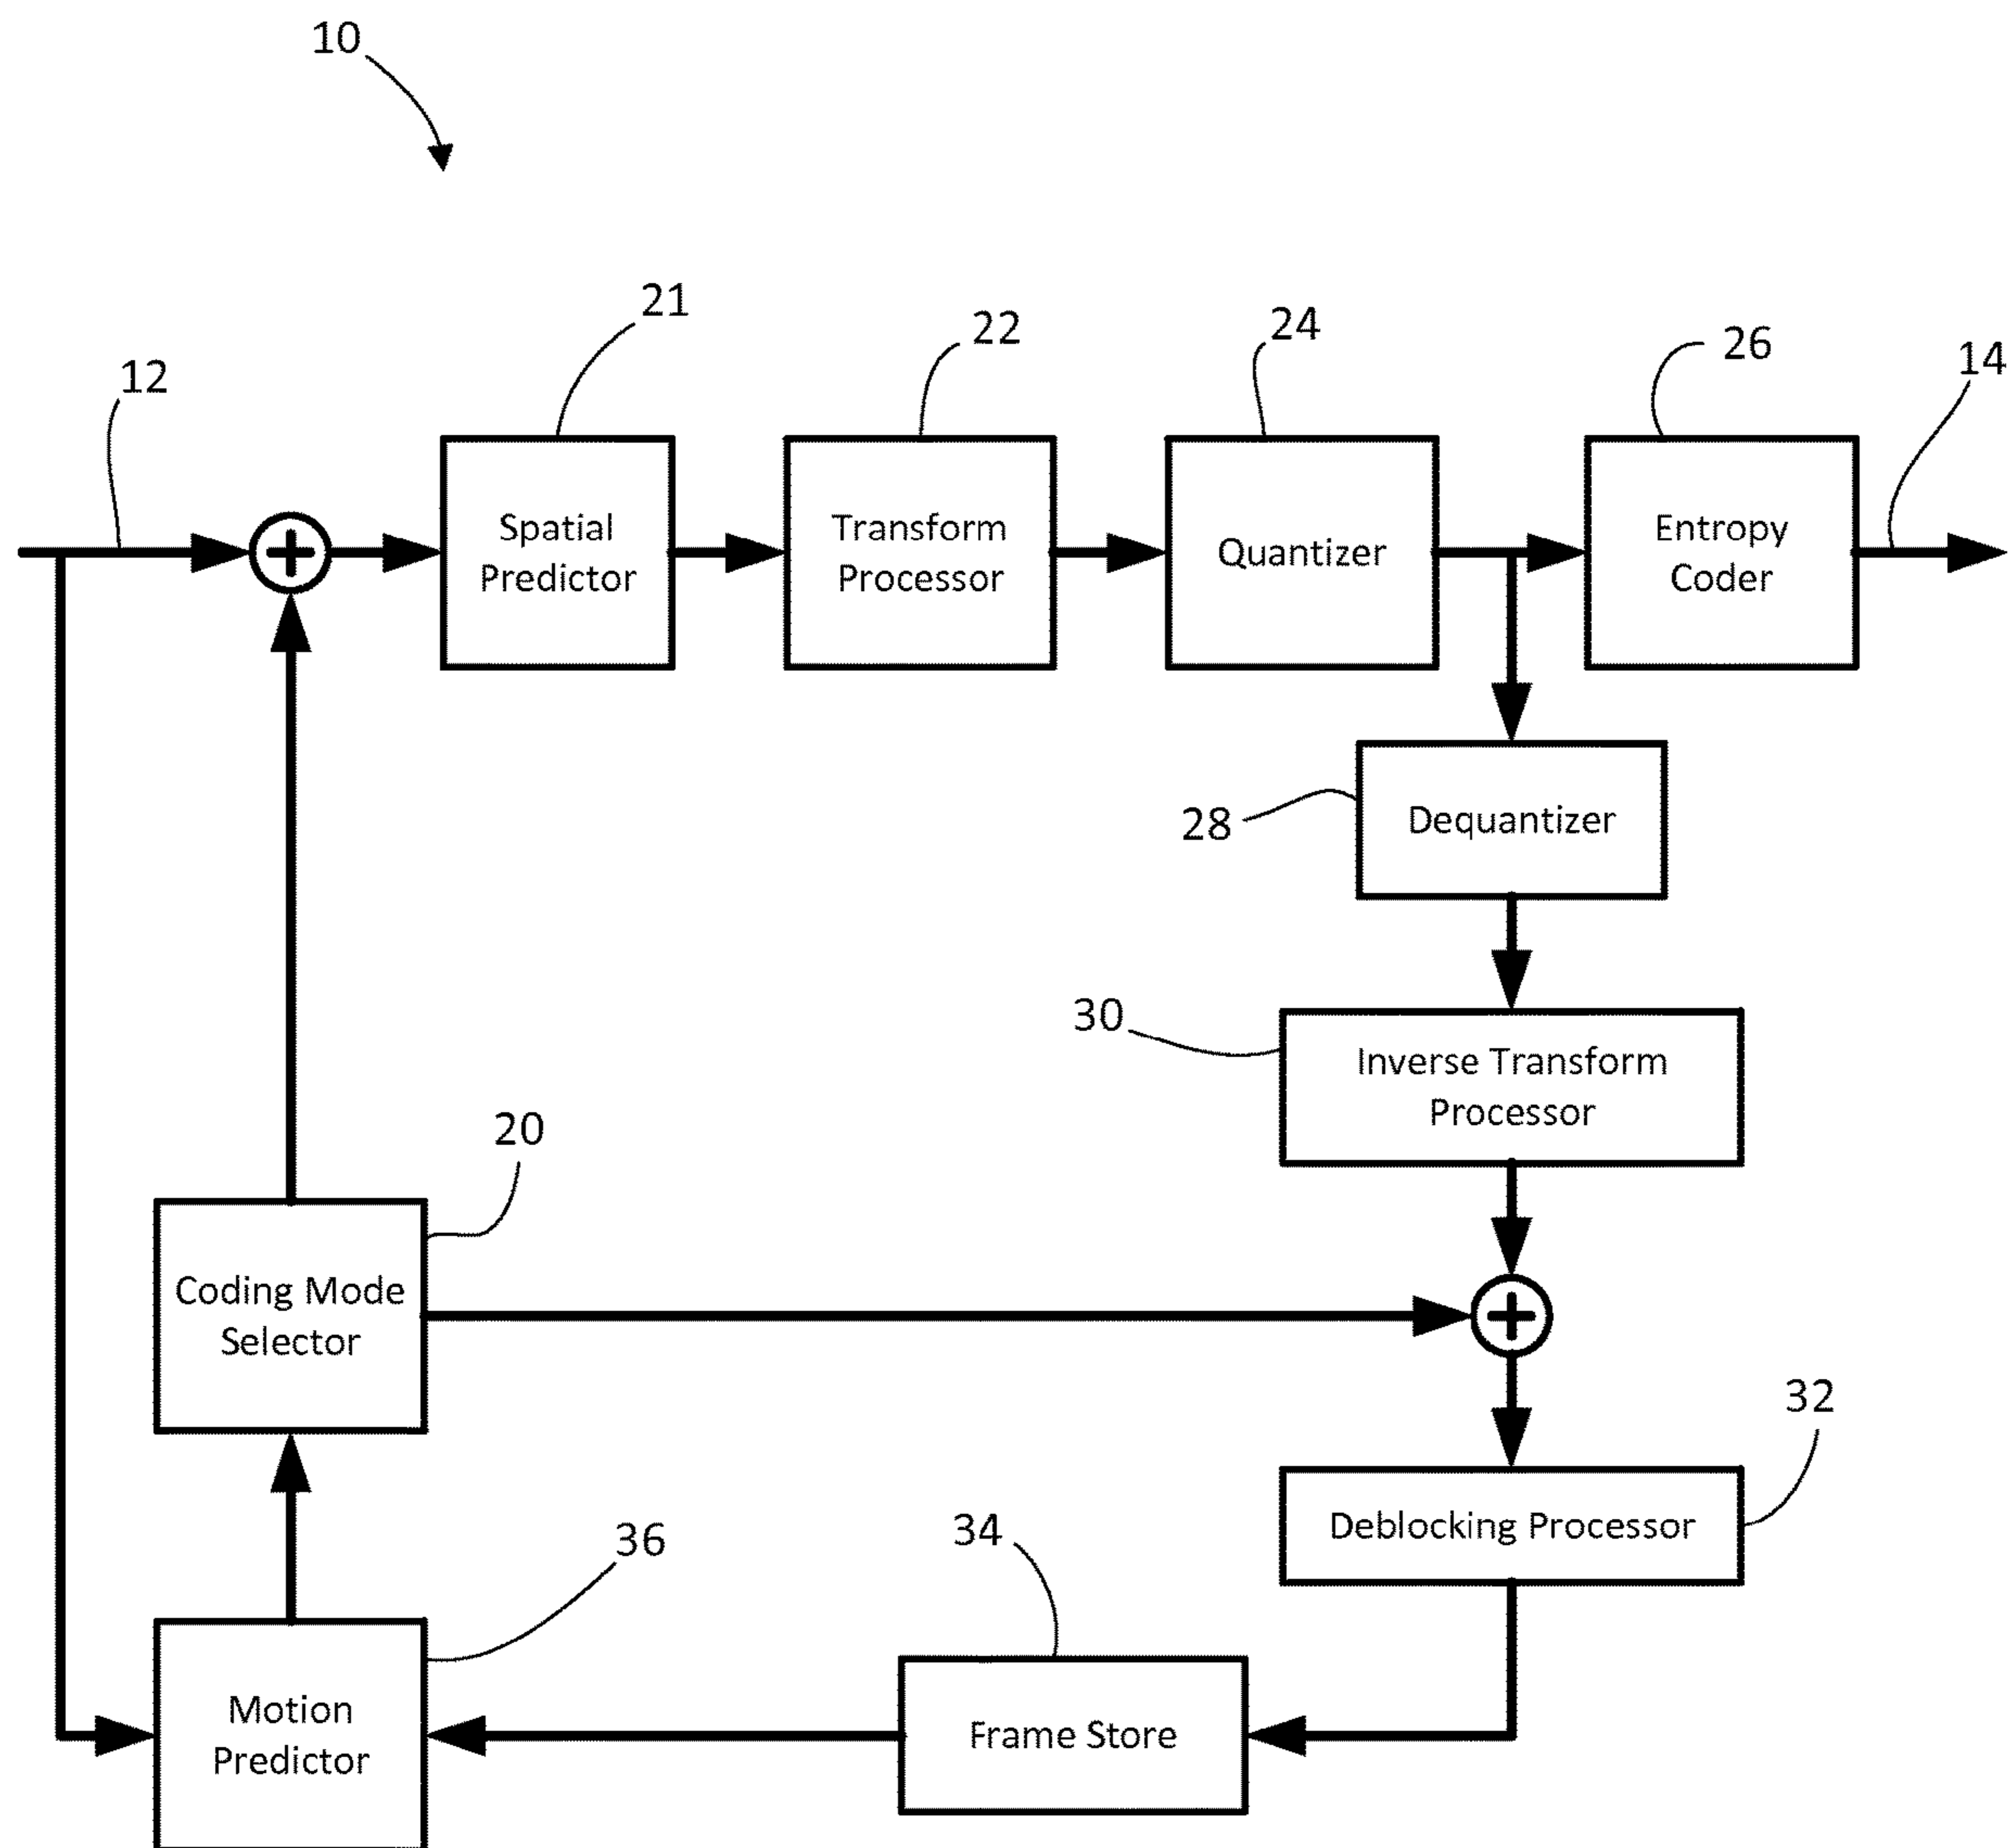 10
21
22
24
26
14
12
Spatial
Predictor
Transform
Processor
Quantizer
Entropy
Coder
28
Dequantizer
30
Inverse Transform
Processor
20
Coding Mode
Selector
32
Deblocking Processor
36
34
Motion
Predictor
Frame Store